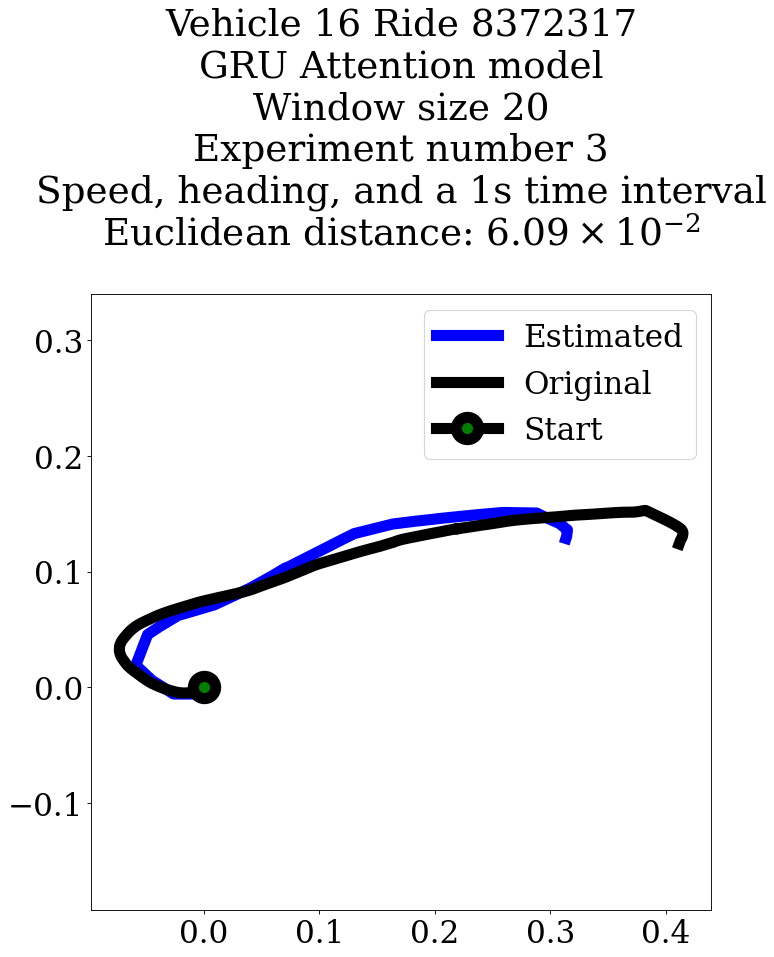 Vehicle 16 Ride 8372317
GRU Attention model
Window size 20
Experiment number 3
Speed, heading, and a 1s time interval
Euclidean distance: 6.09 × 10⁻²
Estimated
Original
Start
0.3
0.2
0.1
0.0
−0.1
0.0 0.1 0.2 0.3 0.4